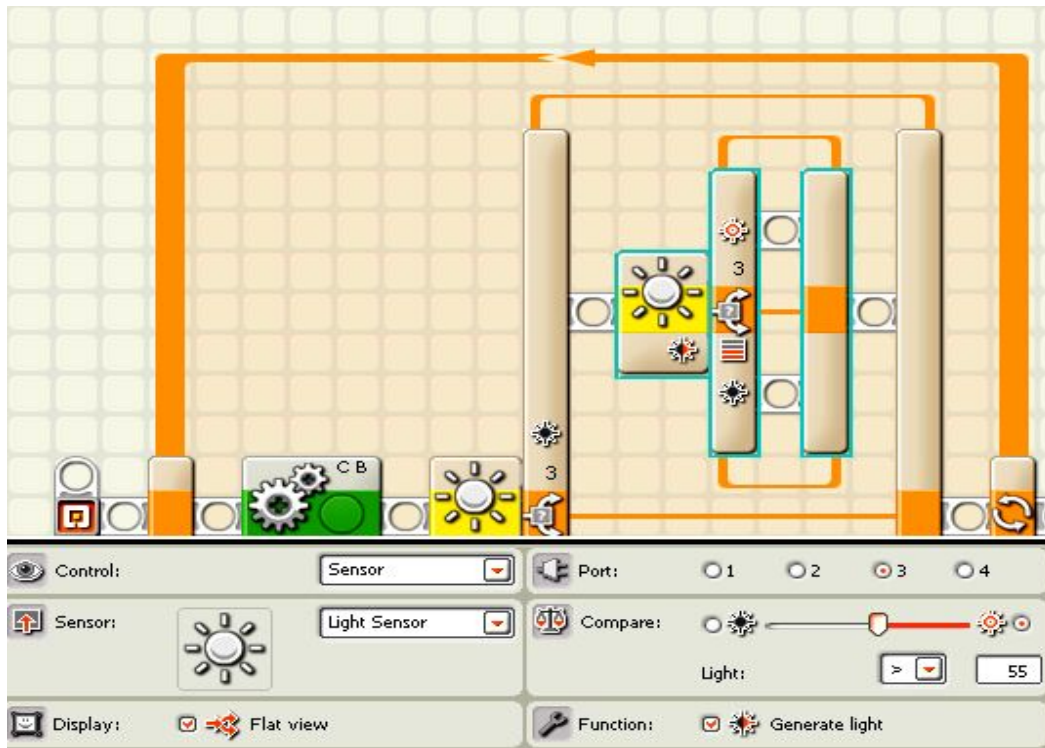 3
C B
3
Control:
Sensor
Port:
1
2
3
4
Sensor:
Light Sensor
Compare:
Light:
>
55
Display:
Flat view
Function:
Generate light